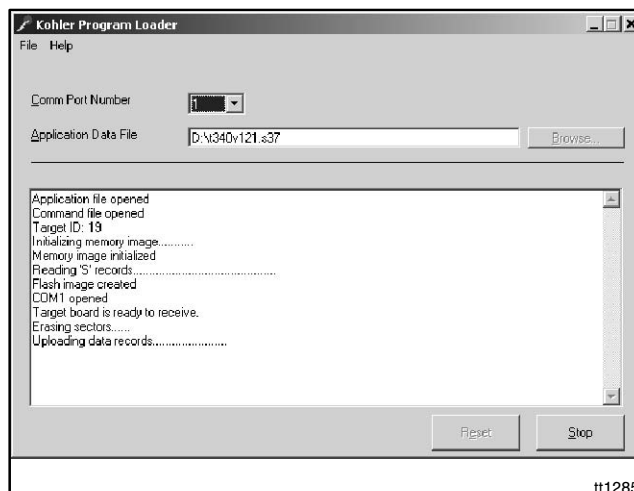 Kohler Program Loader
File Help
Comm Port Number 1
Application Data File D:\t340v121.s37 Browse...
Application file opened
Command file opened
Target ID: 19
Initializing memory image...........
Memory image initialized
Reading 'S' records............................................
Flash image created
COM1 opened
Target board is ready to receive.
Erasing sectors......
Uploading data records.......................
Reset Stop
tt1285